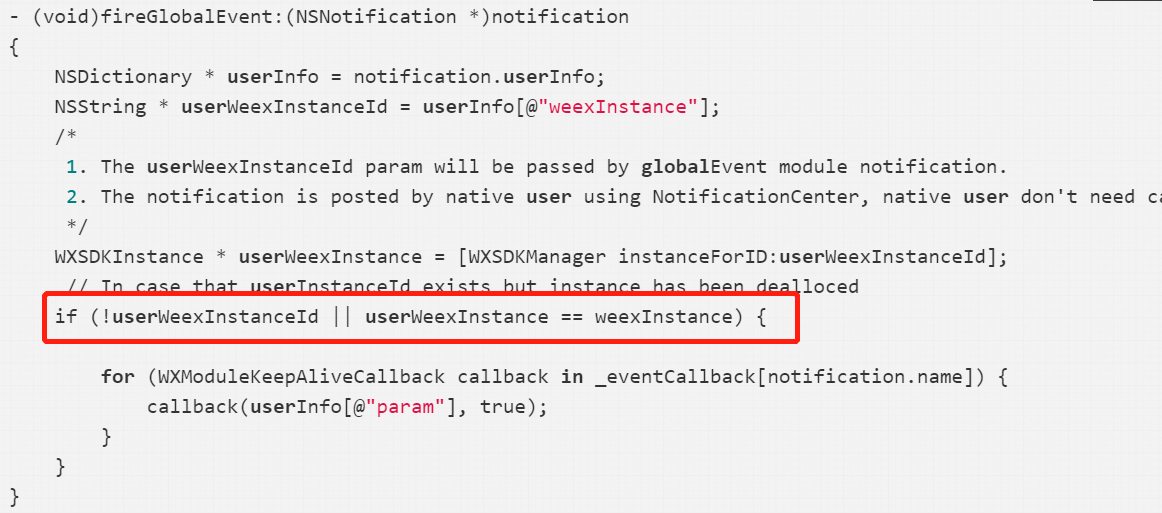 - (void)fireGlobalEvent:(NSNotification *)notification
{
    NSDictionary * userInfo = notification.userInfo;
    NSString * userWeexInstanceId = userInfo[@"weexInstance"];
    /*
     1. The userWeexInstanceId param will be passed by globalEvent module notification.
     2. The notification is posted by native user using NotificationCenter, native user don't need
     */
    WXSDKInstance * userWeexInstance = [WXSDKManager instanceForID:userWeexInstanceId];
     // In case that userInstanceId exists but instance has been dealloced
    if (!userWeexInstanceId || userWeexInstance == weexInstance) {
        for (WXModuleKeepAliveCallback callback in _eventCallback[notification.name]) {
            callback(userInfo[@"param"], true);
        }
    }
}